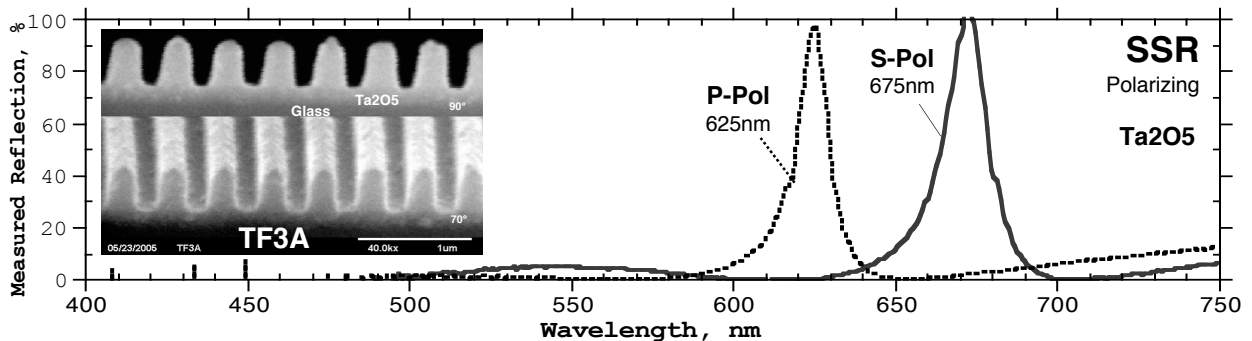 Measured Reflection, %
100
80
60
40
20
0
Ta2O5
90°
Glass
70°
05/23/2005 TF3A
TF3A
40.0kx 1um
P-Pol
625nm
S-Pol
675nm
SSR
Polarizing
Ta2O5
400 450 500 550 600 650 700 750
Wavelength, nm